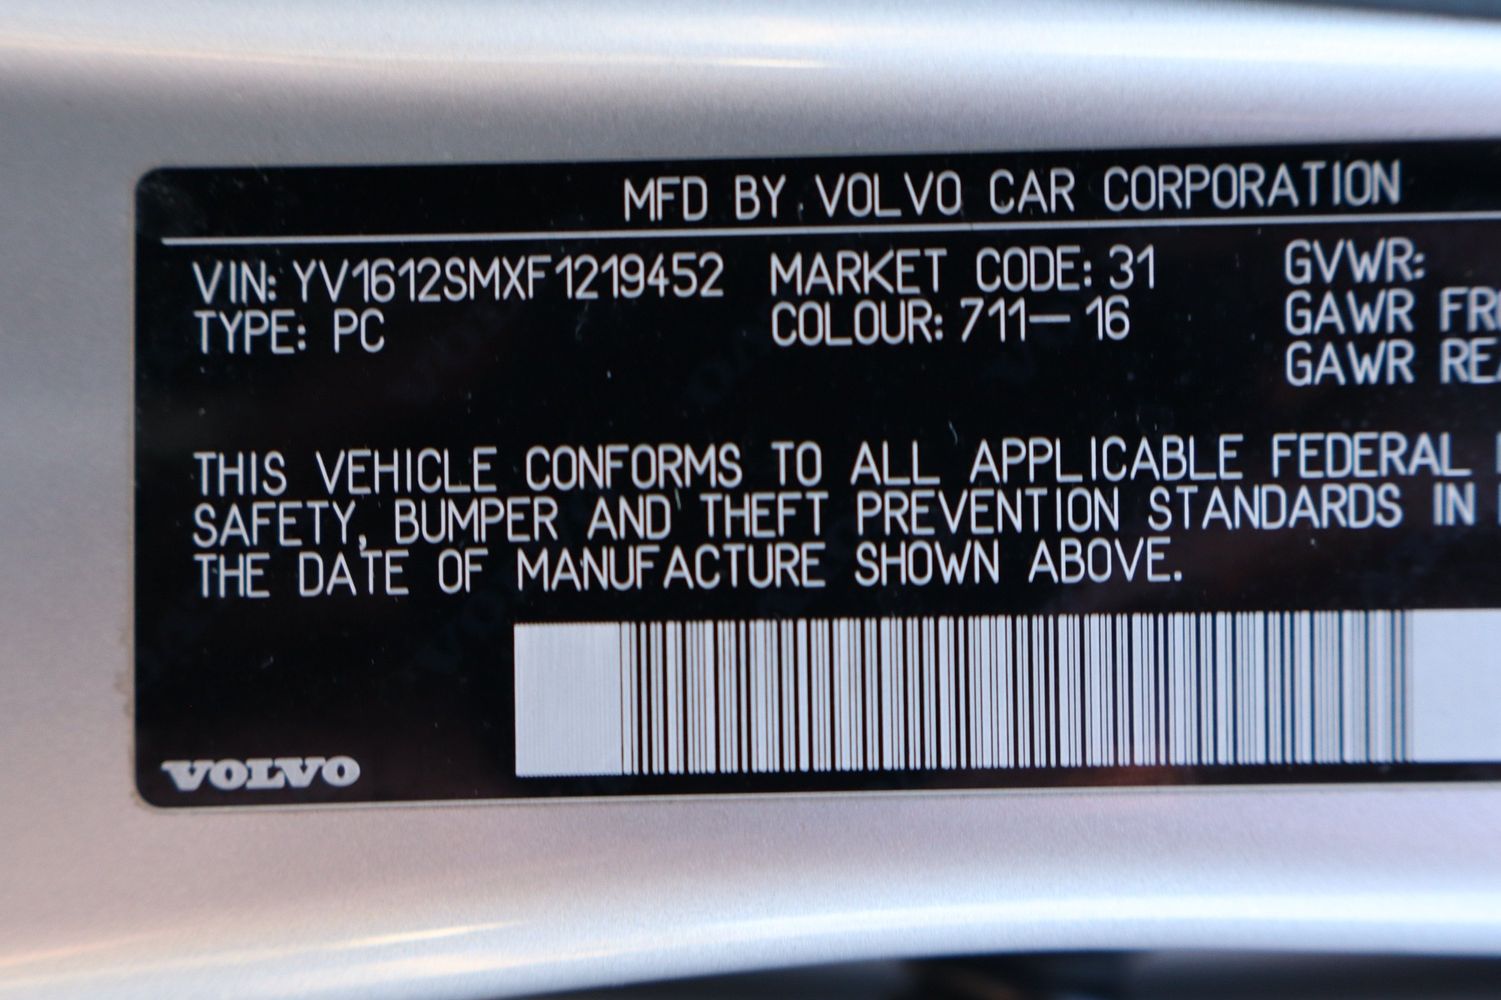 MFD BY VOLVO CAR CORPORATION
VIN: YV1612SMXF1219452 MARKET CODE: 31 GVWR:
TYPE: PC COLOUR: 711-16 GAWR
GAWR
THIS VEHICLE CONFORMS TO ALL APPLICABLE FEDERAL
SAFETY, BUMPER AND THEFT PREVENTION STANDARDS IN
THE DATE OF MANUFACTURE SHOWN ABOVE.
VOLVO